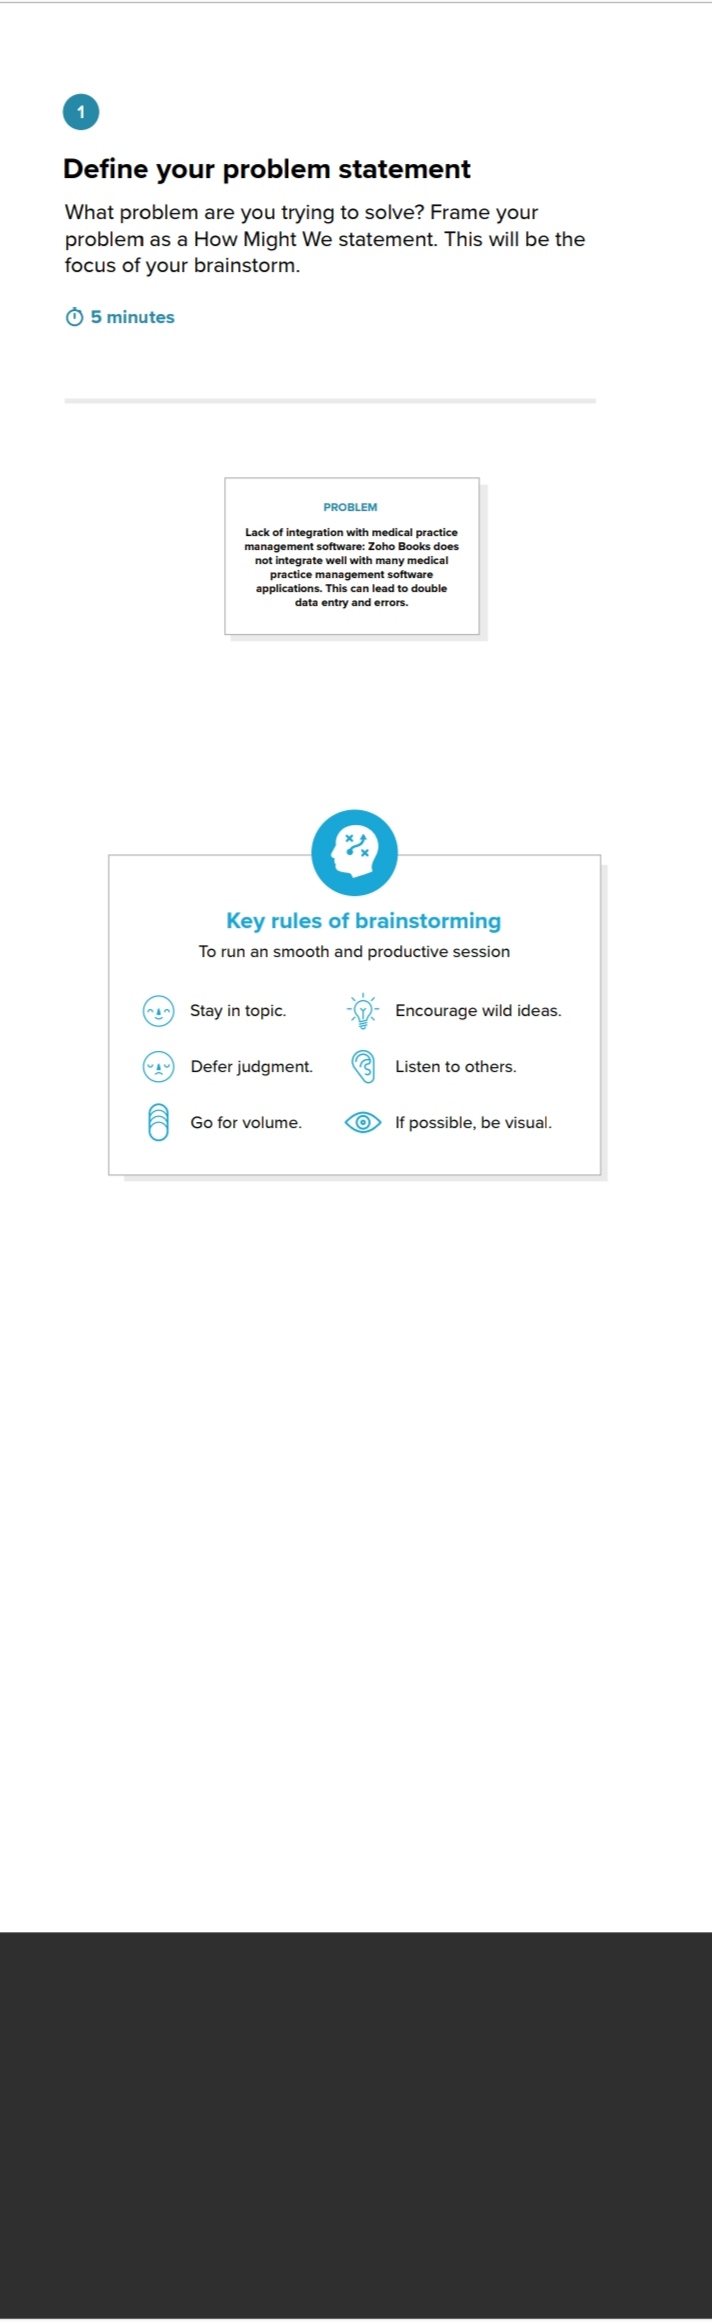 1
Define your problem statement
What problem are you trying to solve? Frame your
problem as a How Might We statement. This will be the
focus of your brainstorm.
5 minutes
PROBLEM
Lack of integration with medical practice
management software: Zoho Books does
not integrate well with many medical
practice management software
applications. This can lead to double
data entry and errors.
Key rules of brainstorming
To run an smooth and productive session
Stay in topic.
Encourage wild ideas.
Defer judgment.
Listen to others.
Go for volume.
If possible, be visual.